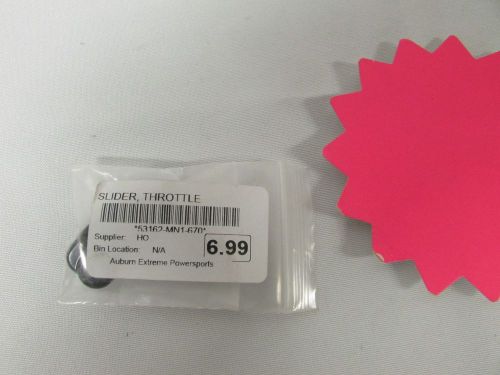 SLIDER, THROTTLE
*53162-MN1-670*
Supplier: HO
Bin Location: N/A
6.99
Auburn Extreme Powersports